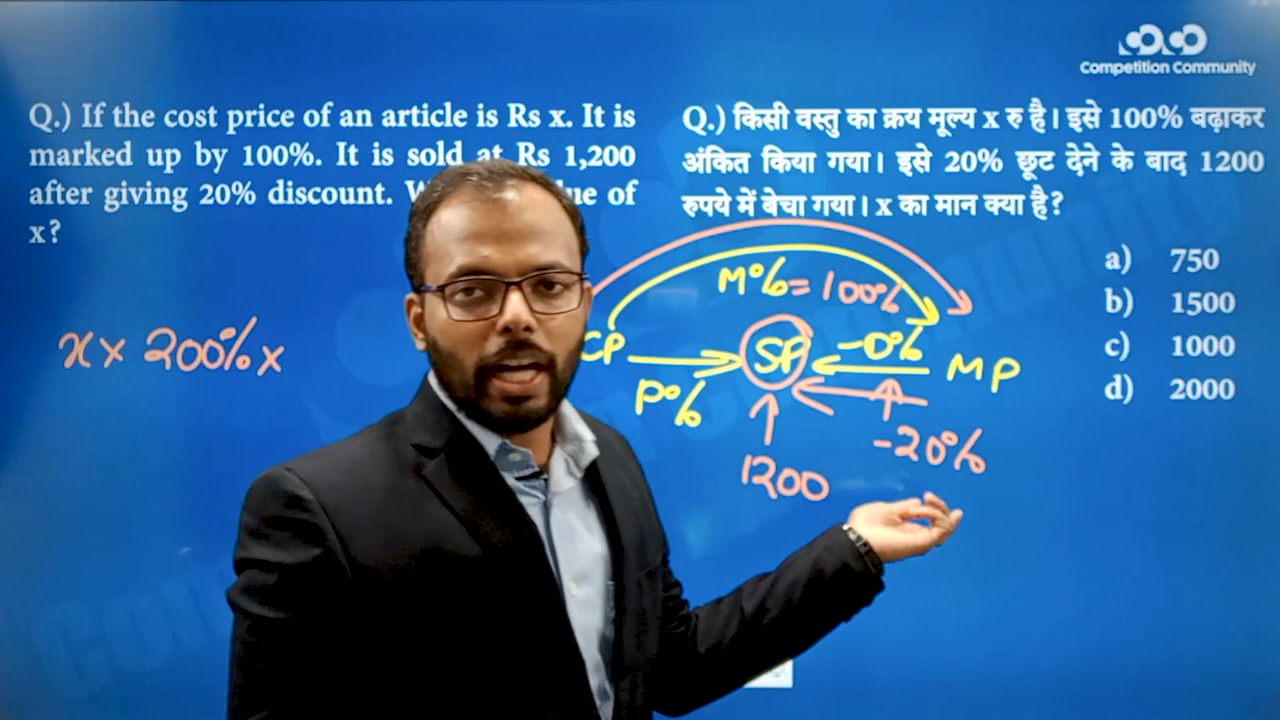 Competition Community
Q.) If the cost price of an article is Rs x. It is
marked up by 100%. It is sold at Rs 1,200
after giving 20% discount. of
x?
Q.) किसी वस्तु का क्रय मूल्य x रु है। इसे 100% बढ़ाकर
अंकित किया गया। इसे 20% छूट देने के बाद 1200
रुपये में बेचा गया। x का मान क्या है?
a) 750
b) 1500
c) 1000
d) 2000
x× 200%×
M%=100%
CP SP -D% MP
P%
-20%
1200